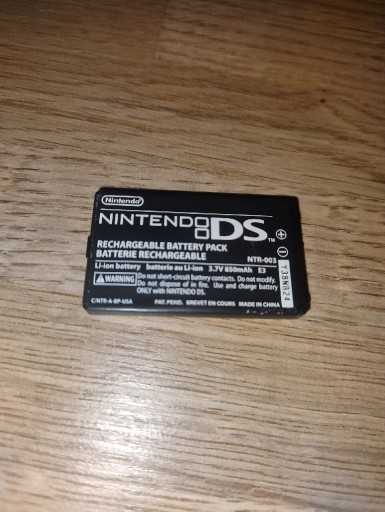 Nintendo
NINTENDO DS™
RECHARGEABLE BATTERY PACK
BATTERIE RECHARGEABLE
NTR-003
Li-ion battery batterie au Li-ion 3.7V 850mAh E3
WARNING Do not short-circuit battery contacts. Do not modify.
Do not dispose of in fire. Use and charge battery
ONLY with NINTENDO DS.
C/NTR-A-BP-USA PAT.PEND. BREVET EN COURS MADE IN CHINA
+
-
Y38NB24